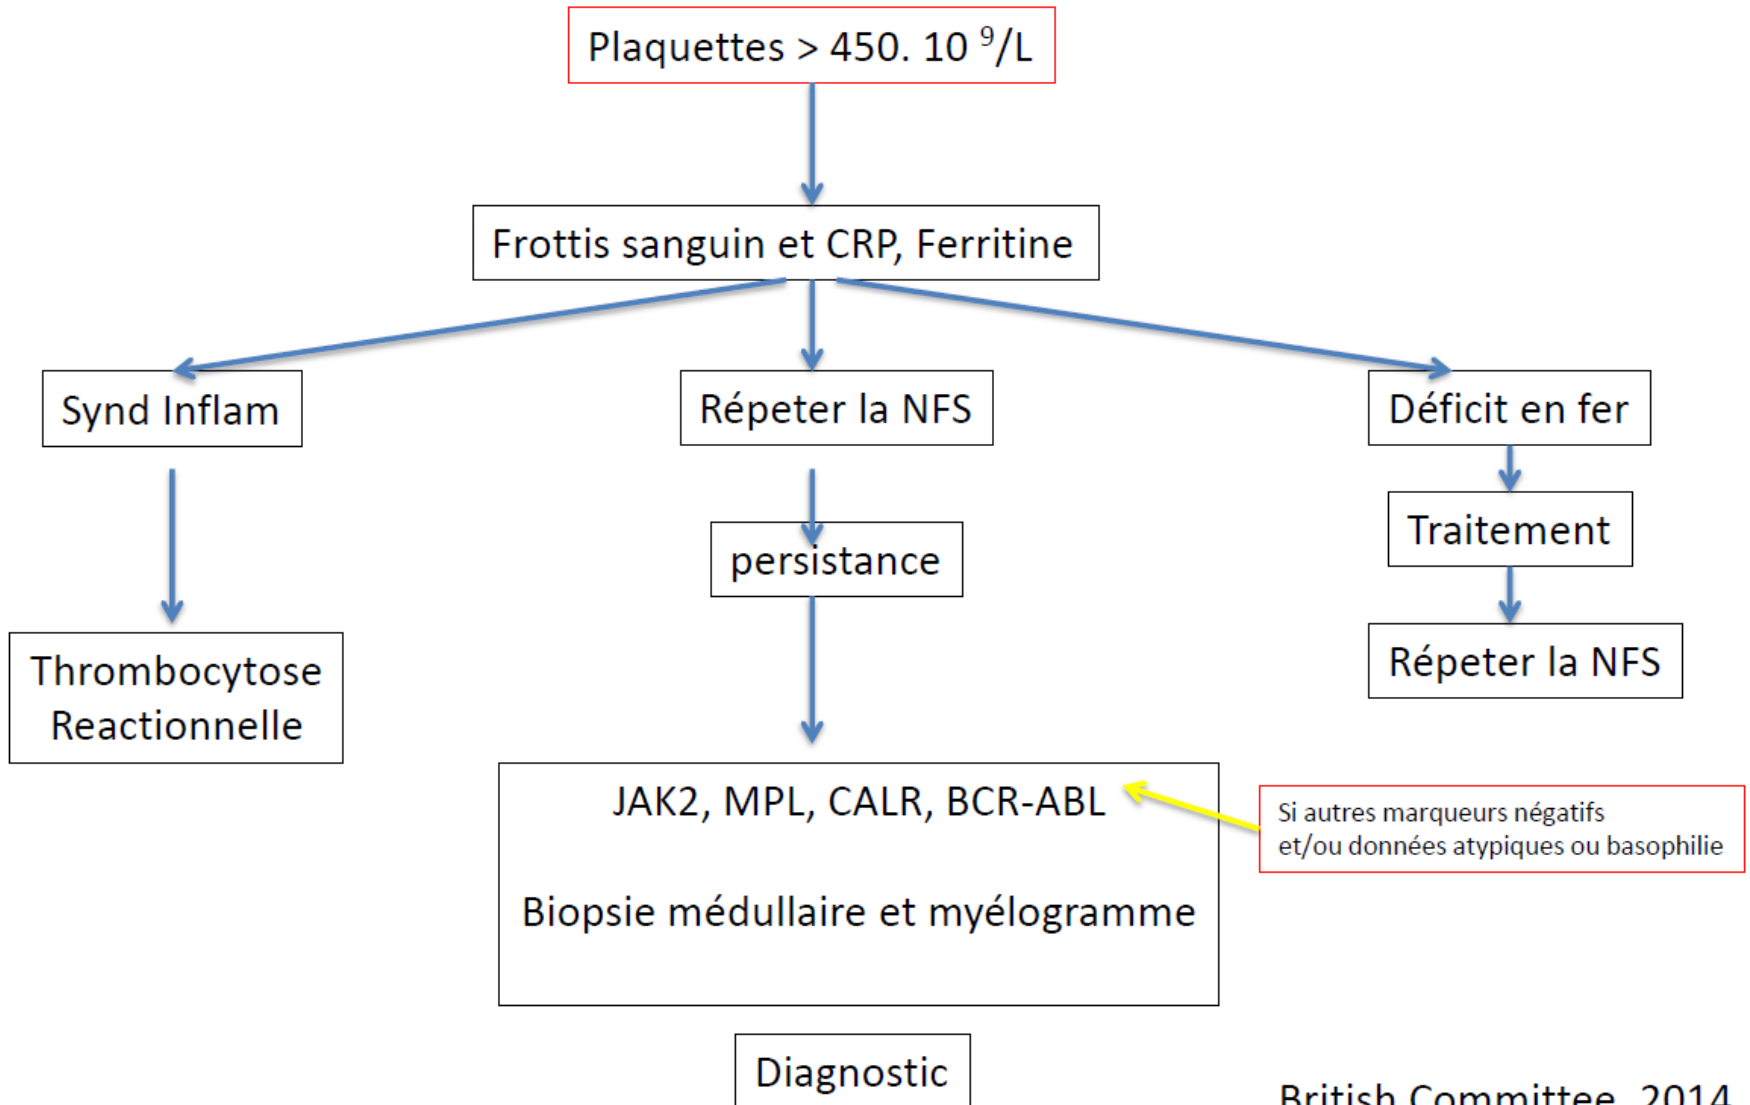 Plaquettes > 450. 10 ⁹/L
Frottis sanguin et CRP, Ferritine
Synd Inflam
Répeter la NFS
Déficit en fer
persistance
Traitement
Thrombocytose
Reactionnelle
Répeter la NFS
JAK2, MPL, CALR, BCR-ABL
Si autres marqueurs négatifs
et/ou données atypiques ou basophilie
Biopsie médullaire et myélogramme
Diagnostic
British Committee, 2014